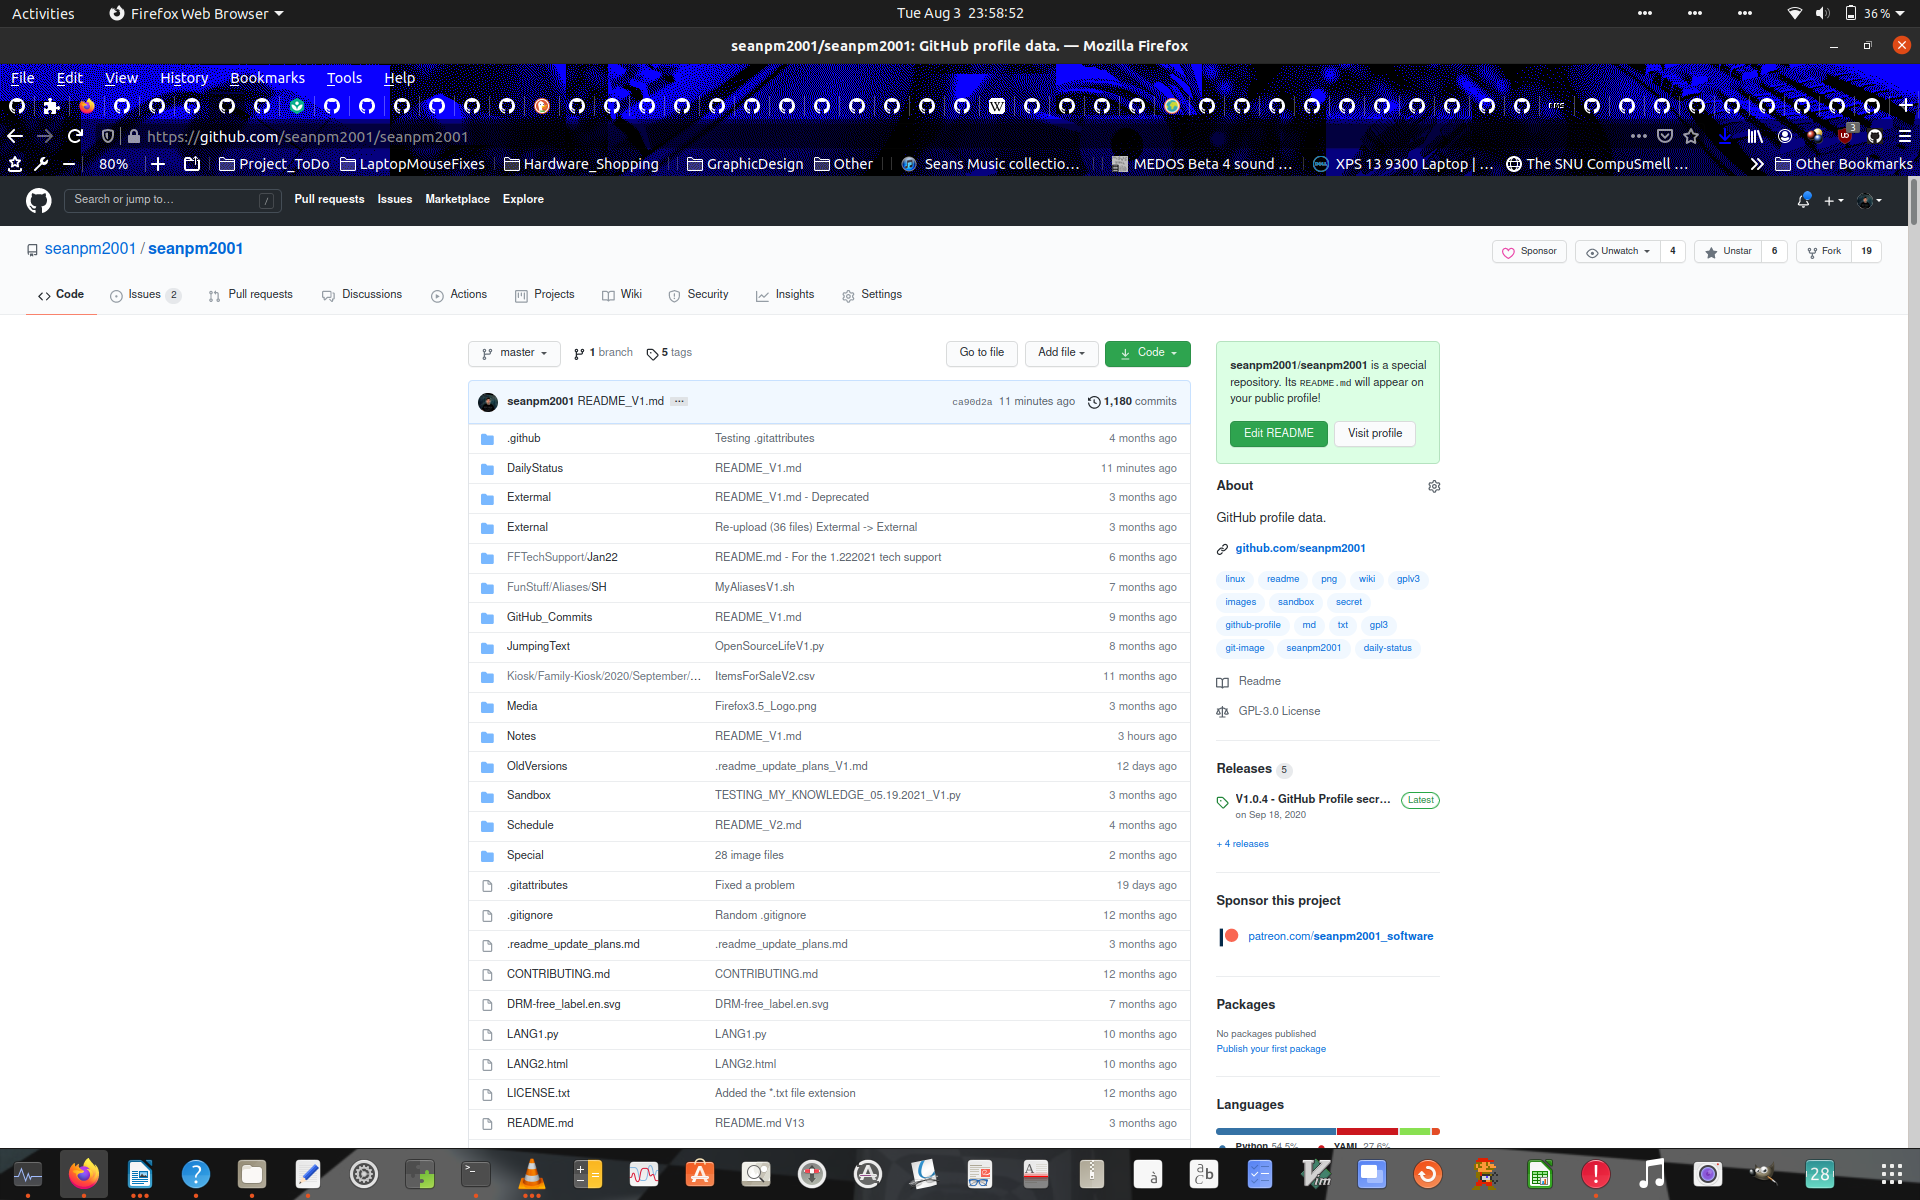 Activities Firefox Web Browser Tue Aug 3 23:58:52 36 %
seanpm2001/seanpm2001: GitHub profile data. — Mozilla Firefox
File Edit View History Bookmarks Tools Help
https://github.com/seanpm2001/seanpm2001 3
80% Project_ToDo LaptopMouseFixes Hardware_Shopping GraphicDesign Other Seans Music collectio… MEDOS Beta 4 sound … XPS 13 9300 Laptop | … The SNU CompuSmell … Other Bookmarks
Search or jump to… / Pull requests Issues Marketplace Explore
seanpm2001 / seanpm2001 Sponsor Unwatch 4 Unstar 6 Fork 19
Code Issues 2 Pull requests Discussions Actions Projects Wiki Security Insights Settings
master 1 branch 5 tags Go to file Add file Code
seanpm2001 README_V1.md … ca90d2a 11 minutes ago 1,180 commits
.github Testing .gitattributes 4 months ago
DailyStatus README_V1.md 11 minutes ago
Extermal README_V1.md - Deprecated 3 months ago
External Re-upload (36 files) Extermal -> External 3 months ago
FFTechSupport/Jan22 README.md - For the 1.222021 tech support 6 months ago
FunStuff/Aliases/SH MyAliasesV1.sh 7 months ago
GitHub_Commits README_V1.md 9 months ago
JumpingText OpenSourceLifeV1.py 8 months ago
Kiosk/Family-Kiosk/2020/September/… ItemsForSaleV2.csv 11 months ago
Media Firefox3.5_Logo.png 3 months ago
Notes README_V1.md 3 hours ago
OldVersions .readme_update_plans_V1.md 12 days ago
Sandbox TESTING_MY_KNOWLEDGE_05.19.2021_V1.py 3 months ago
Schedule README_V2.md 4 months ago
Special 28 image files 2 months ago
.gitattributes Fixed a problem 19 days ago
.gitignore Random .gitignore 12 months ago
.readme_update_plans.md .readme_update_plans.md 3 months ago
CONTRIBUTING.md CONTRIBUTING.md 12 months ago
DRM-free_label.en.svg DRM-free_label.en.svg 7 months ago
LANG1.py LANG1.py 10 months ago
LANG2.html LANG2.html 10 months ago
LICENSE.txt Added the *.txt file extension 12 months ago
README.md README.md V13 3 months ago
seanpm2001/seanpm2001 is a special
repository. Its README.md will appear on
your public profile!
Edit README Visit profile
About
GitHub profile data.
github.com/seanpm2001
linux readme png wiki gplv3
images sandbox secret
github-profile md txt gpl3
git-image seanpm2001 daily-status
Readme
GPL-3.0 License
Releases 5
V1.0.4 - GitHub Profile secr… Latest
on Sep 18, 2020
+ 4 releases
Sponsor this project
patreon.com/seanpm2001_software
Packages
No packages published
Publish your first package
Languages
Python 54.5% YAML 27.6%
28